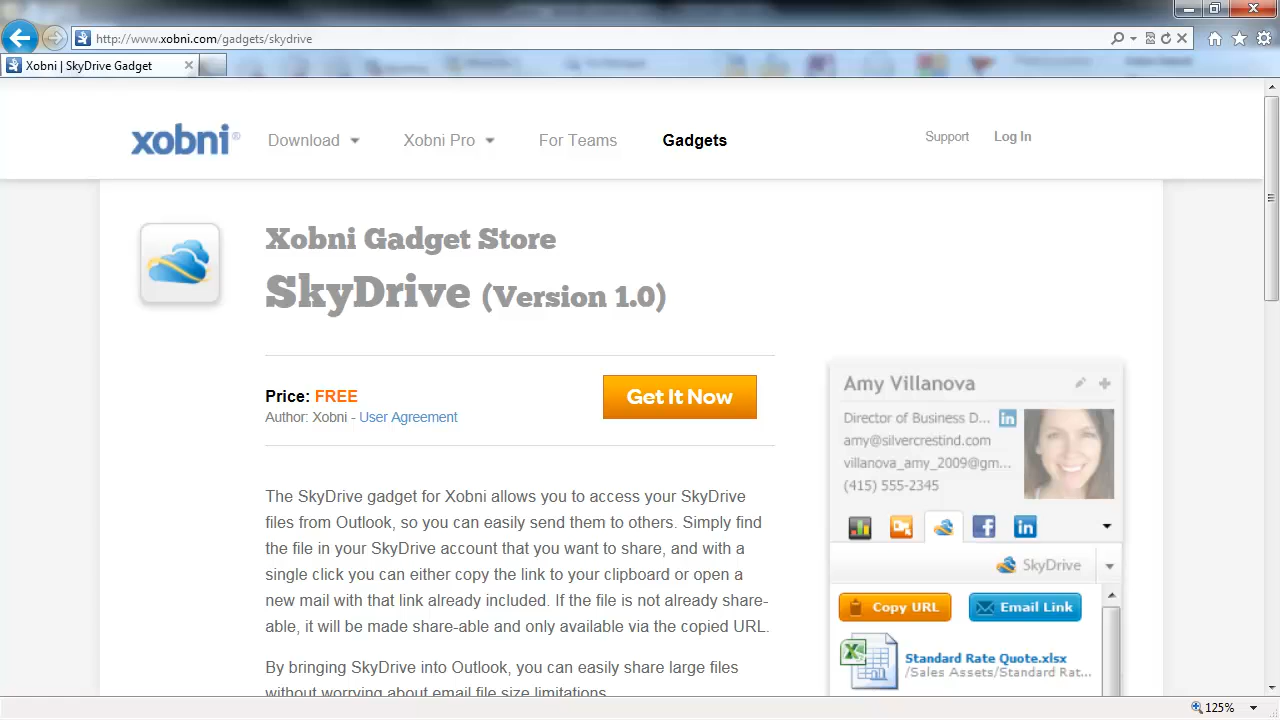 http://www.xobni.com/gadgets/skydrive
Xobni | SkyDrive Gadget
xobni®
Download
Xobni Pro
For Teams
Gadgets
Support
Log In
Xobni Gadget Store
SkyDrive (Version 1.0)
Price: FREE
Author: Xobni - User Agreement
Get It Now
The SkyDrive gadget for Xobni allows you to access your SkyDrive
files from Outlook, so you can easily send them to others. Simply find
the file in your SkyDrive account that you want to share, and with a
single click you can either copy the link to your clipboard or open a
new mail with that link already included. If the file is not already share-
able, it will be made share-able and only available via the copied URL.
By bringing SkyDrive into Outlook, you can easily share large files
without worrying about email file size limitations.
Amy Villanova
Director of Business D...
amy@silvercrestind.com
villanova_amy_2009@gm...
(415) 555-2345
SkyDrive
Copy URL
Email Link
Standard Rate Quote.xlsx
/Sales Assets/Standard Rat...
125%